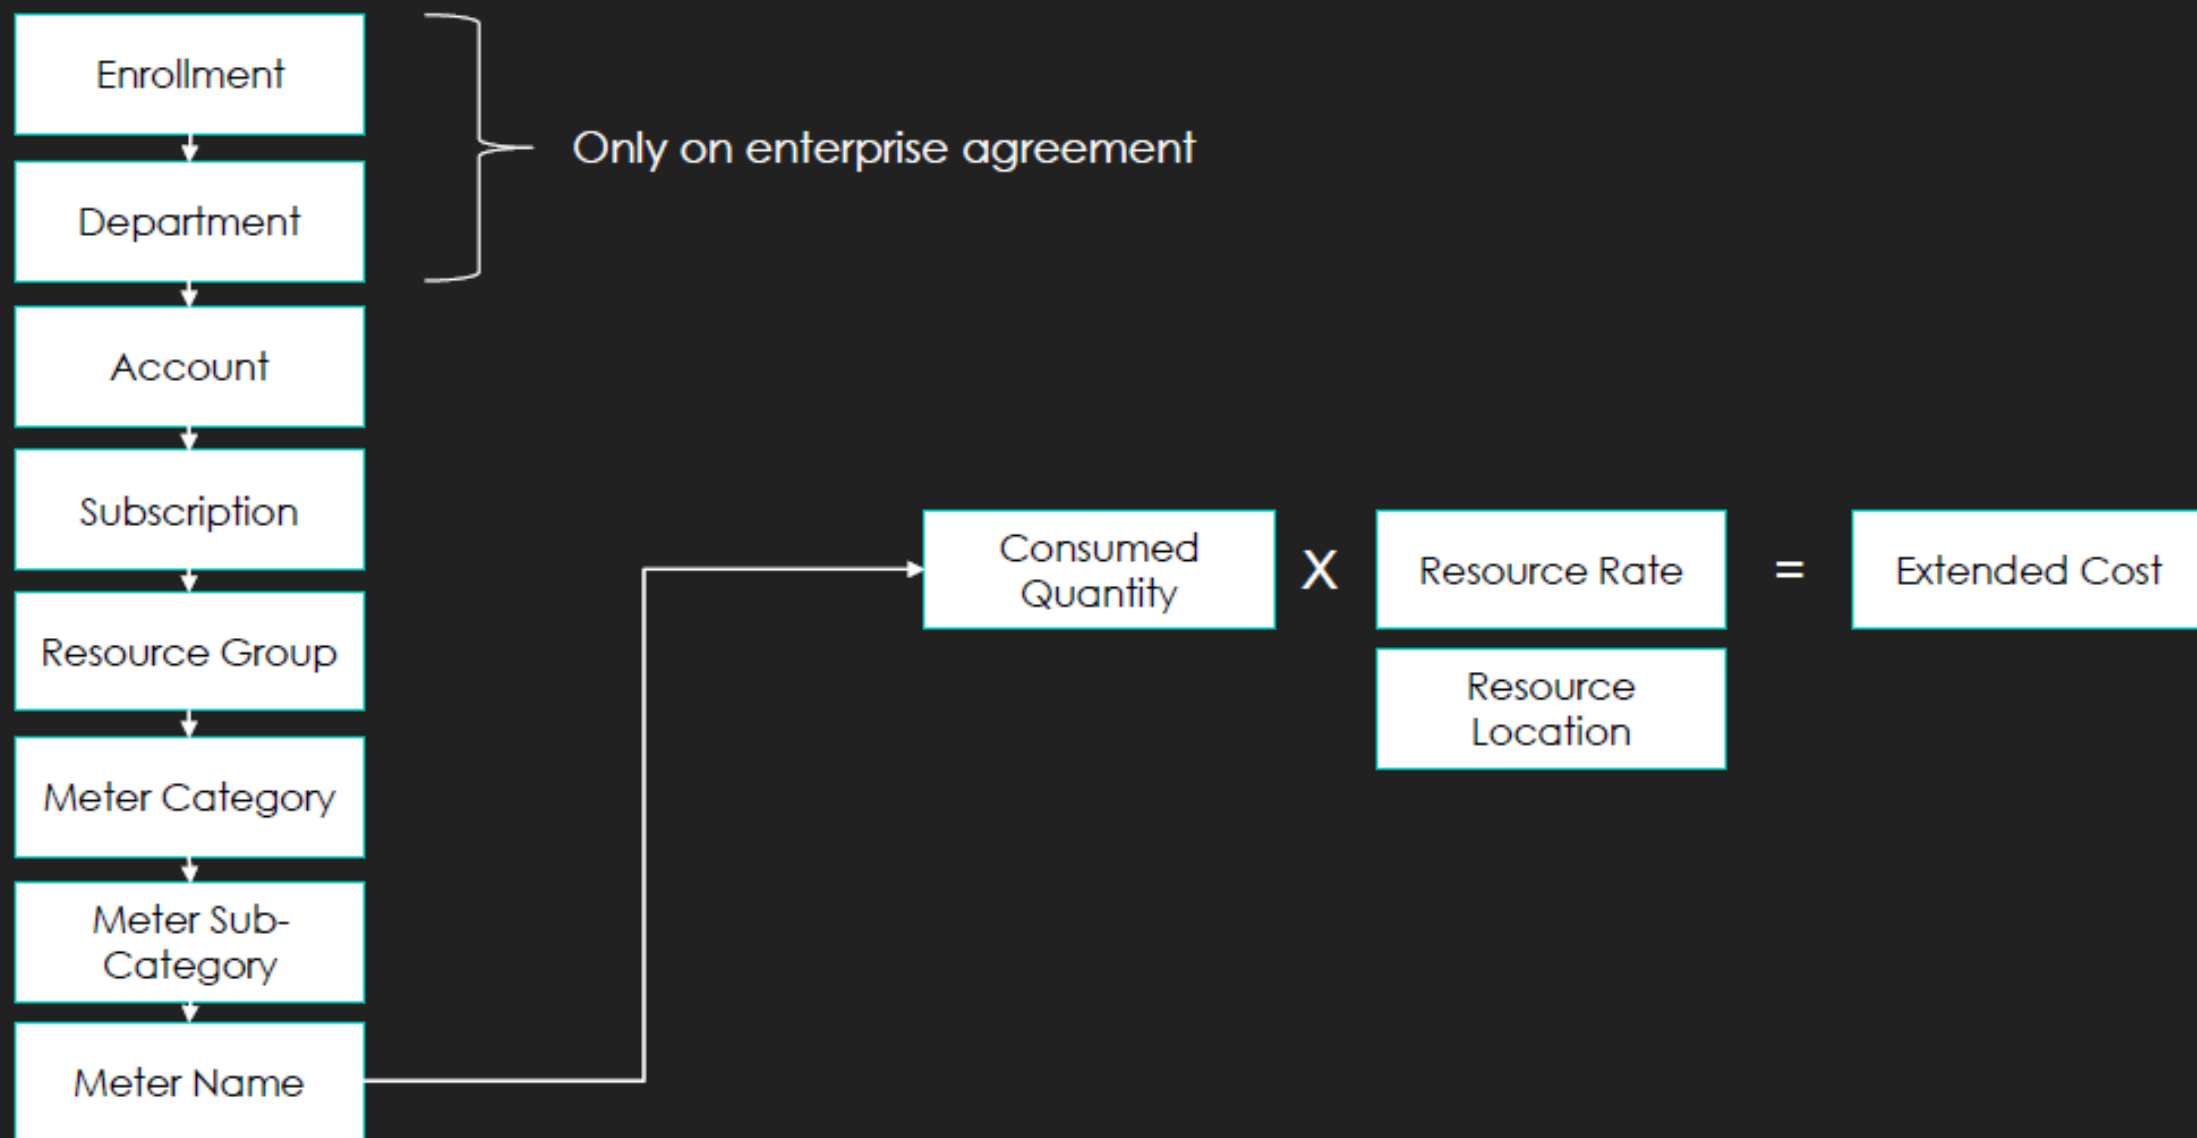 Enrollment
Only on enterprise agreement
Department
Account
Subscription
Resource Group
Meter Category
Meter Sub-
Category
Meter Name
Consumed
Quantity
X
Resource Rate
=
Extended Cost
Resource
Location